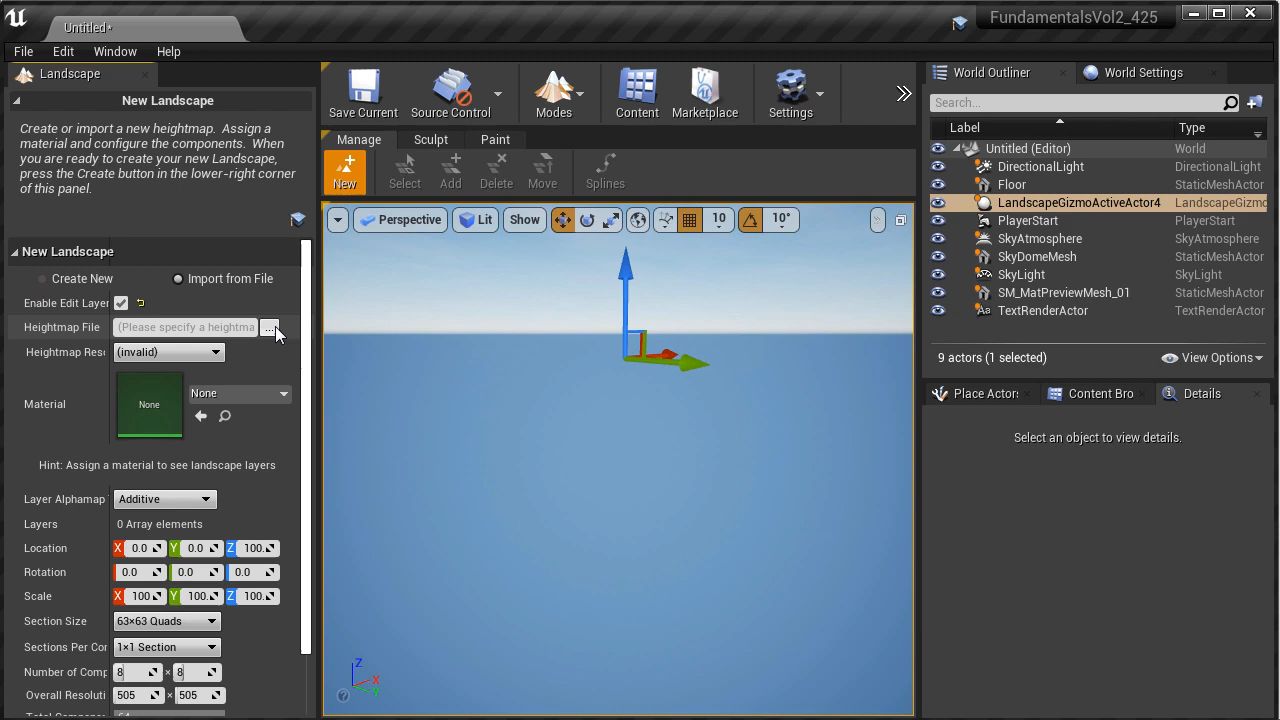 Untitled*
FundamentalsVol2_425
File Edit Window Help
Landscape
New Landscape
Create or import a new heightmap. Assign a
material and configure the components. When
you are ready to create your new Landscape,
press the Create button in the lower-right corner
of this panel.
New Landscape
Create New Import from File
Enable Edit Layer
Heightmap File (Please specify a heightma ...
Heightmap Res (invalid)
Material None None
Hint: Assign a material to see landscape layers
Layer Alphamap Additive
Layers 0 Array elements
Location X 0.0 Y 0.0 Z 100.
Rotation 0.0 0.0 0.0
Scale X 100 Y 100. Z 100.
Section Size 63×63 Quads
Sections Per Cor 1×1 Section
Number of Comp 8 × 8
Overall Resoluti 505 × 505
Save Current Source Control Modes Content Marketplace Settings
Manage Sculpt Paint
New Select Add Delete Move Splines
Perspective Lit Show 10 10°
Z
X
Y
World Outliner World Settings
Search...
Label Type
Untitled (Editor) World
DirectionalLight DirectionalLight
Floor StaticMeshActor
LandscapeGizmoActiveActor4 LandscapeGizmo
PlayerStart PlayerStart
SkyAtmosphere SkyAtmosphere
SkyDomeMesh StaticMeshActor
SkyLight SkyLight
SM_MatPreviewMesh_01 StaticMeshActor
Aa TextRenderActor TextRenderActor
9 actors (1 selected) View Options
Place Actors Content Bro Details
Select an object to view details.